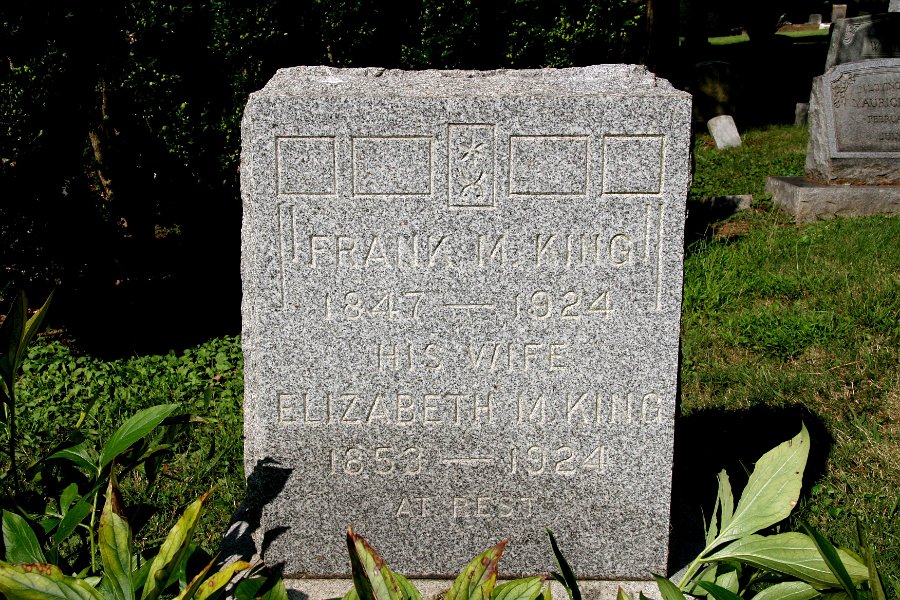 FRANK M. KING
1847 — 1924
HIS WIFE
ELIZABETH M. KING
1853 — 1924
AT REST